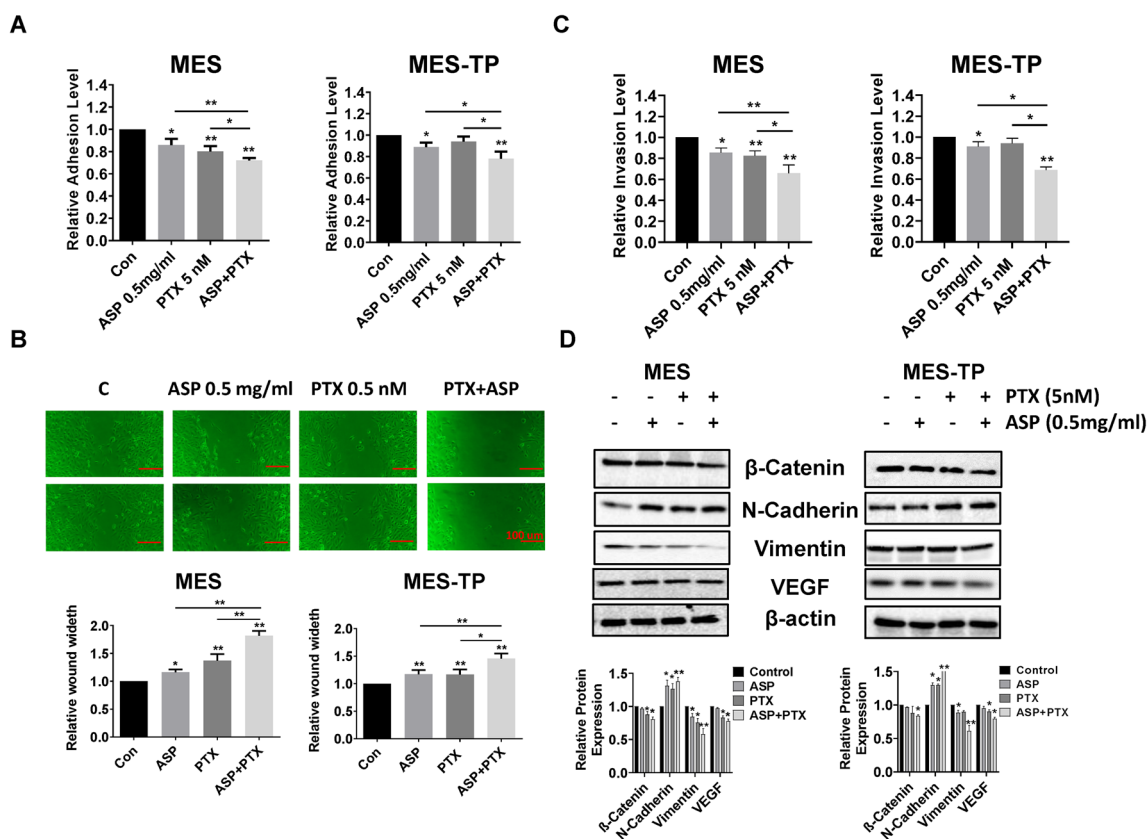 A
MES
Relative Adhesion Level
1.4
1.2
1.0
0.8
0.6
0.4
0.2
0.0
**
*
*
**
**
Con
ASP 0.5mg/ml
PTX 5 nM
ASP+PTX
MES-TP
Relative Adhesion Level
1.4
1.2
1.0
0.8
0.6
0.4
0.2
0.0
*
*
*
**
Con
ASP 0.5mg/ml
PTX 5 nM
ASP+PTX
C
MES
Relative Invasion Level
1.4
1.2
1.0
0.8
0.6
0.4
0.2
0.0
**
*
*
**
**
Con
ASP 0.5mg/ml
PTX 5 nM
ASP+PTX
MES-TP
Relative Invasion Level
1.4
1.2
1.0
0.8
0.6
0.4
0.2
0.0
*
*
*
**
Con
ASP 0.5mg/ml
PTX 5 nM
ASP+PTX
B
C
ASP 0.5 mg/ml
PTX 0.5 nM
PTX+ASP
MES
Relative wound wideth
2.0
1.5
1.0
0.5
0.0
**
**
*
**
**
Con
ASP
PTX
ASP+PTX
MES-TP
Relative wound wideth
2.0
1.5
1.0
0.5
0.0
**
*
**
**
**
Con
ASP
PTX
ASP+PTX
D
MES
MES-TP
- - + + - - + + PTX (5nM)
- + - + - + - + ASP (0.5mg/ml)
β-Catenin
N-Cadherin
Vimentin
VEGF
β-actin
Relative Protein
Expression
1.5
1.0
0.5
0.0
* * * * ** * * ** * *
Control
ASP
PTX
ASP+PTX
ß-Catenin
N-Cadherin
Vimentin
VEGF
Relative Protein
Expression
1.5
1.0
0.5
0.0
* * * ** * ** * *
Control
ASP
PTX
ASP+PTX
ß-Catenin
N-Cadherin
Vimentin
VEGF